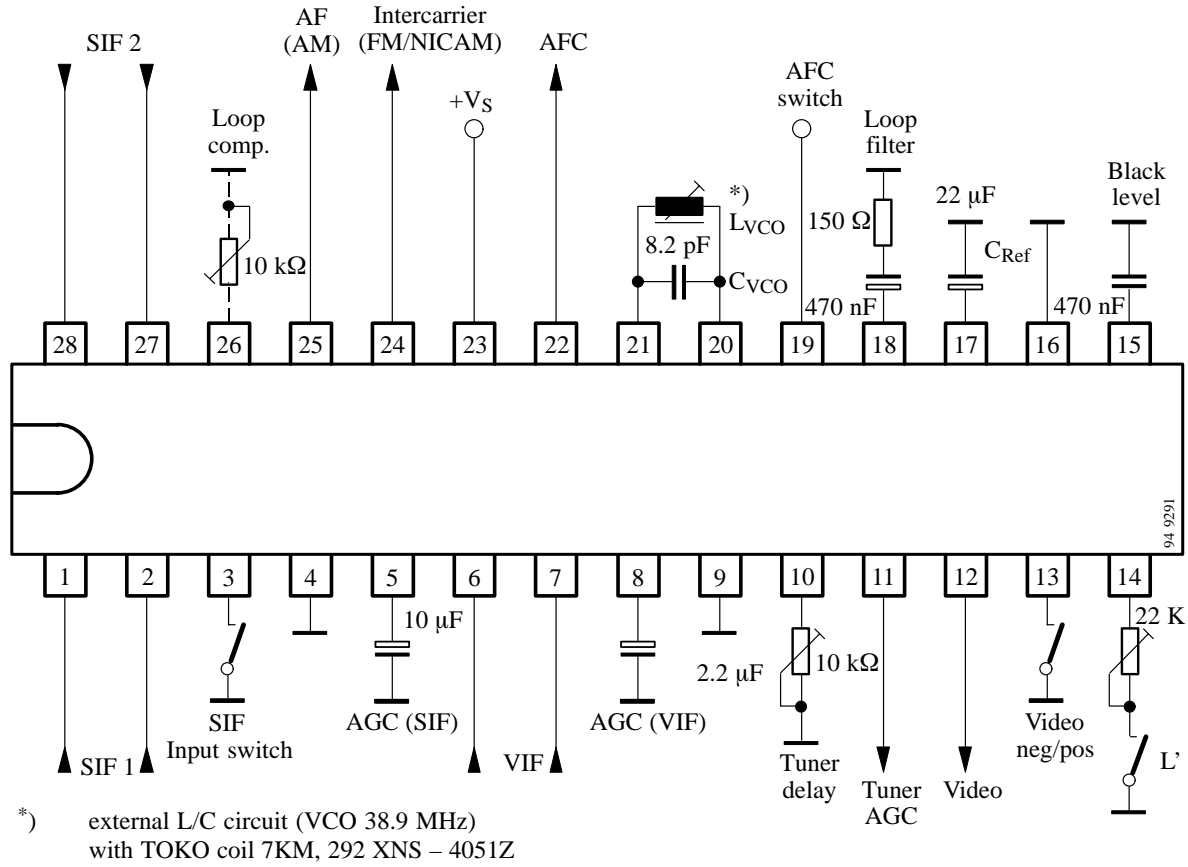 AF
(AM)
Intercarrier
(FM/NICAM)
AFC
SIF 2
+VS
AFC
switch
Loop
comp.
Loop
filter
Black
level
*)
LVCO
22 µF
150 Ω
8.2 pF
CRef
10 kΩ
CVCO
470 nF
470 nF
28
27
26
25
24
23
22
21
20
19
18
17
16
15
94 9291
1
2
3
4
5
6
7
8
9
10
11
12
13
14
10 µF
22 K
2.2 µF
10 kΩ
SIF
Input switch
AGC (SIF)
AGC (VIF)
Video
neg/pos
SIF 1
VIF
Tuner
delay
Tuner
AGC
Video
L’
*) external L/C circuit (VCO 38.9 MHz)
with TOKO coil 7KM, 292 XNS – 4051Z